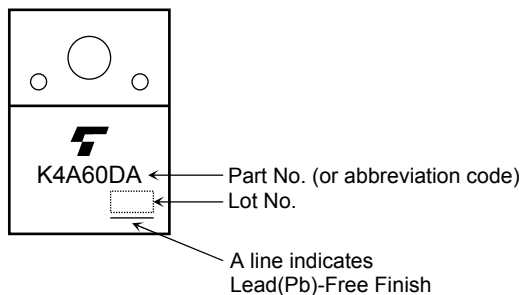 K4A60DA
Part No. (or abbreviation code)
Lot No.
A line indicates
Lead(Pb)-Free Finish